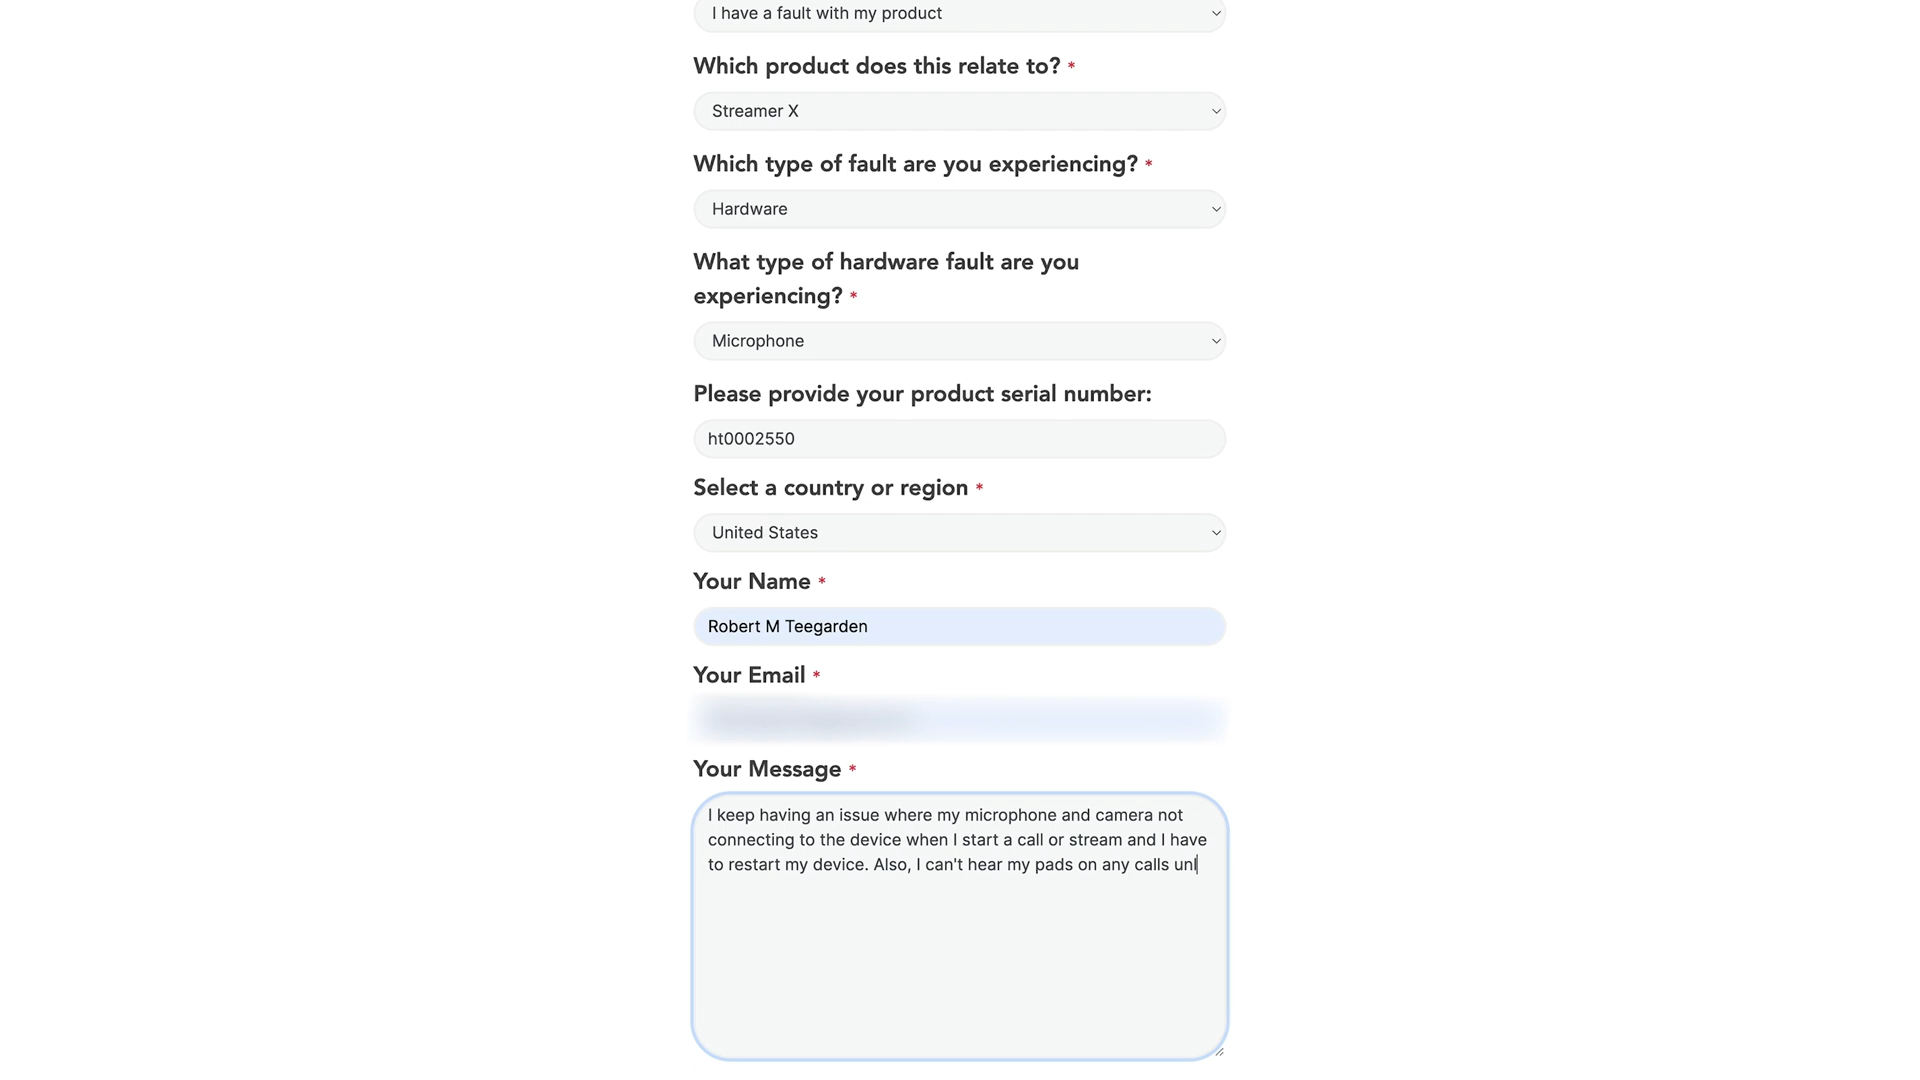 I have a fault with my product
Which product does this relate to? *
Streamer X
Which type of fault are you experiencing? *
Hardware
What type of hardware fault are you
experiencing? *
Microphone
Please provide your product serial number:
ht0002550
Select a country or region *
United States
Your Name *
Robert M Teegarden
Your Email *
Your Message *
I keep having an issue where my microphone and camera not
connecting to the device when I start a call or stream and I have
to restart my device. Also, I can't hear my pads on any calls unl